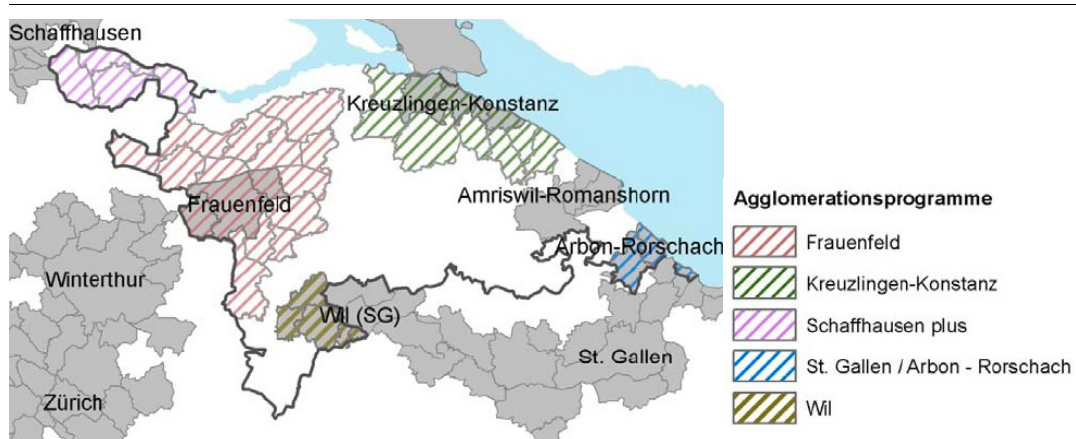 Schaffhausen
Kreuzlingen-Konstanz
Amriswil-Romanshorn
Frauenfeld
Arbon-Rorschach
Winterthur
Wil (SG)
St. Gallen
Zürich
Agglomerationsprogramme
Frauenfeld
Kreuzlingen-Konstanz
Schaffhausen plus
St. Gallen / Arbon - Rorschach
Wil